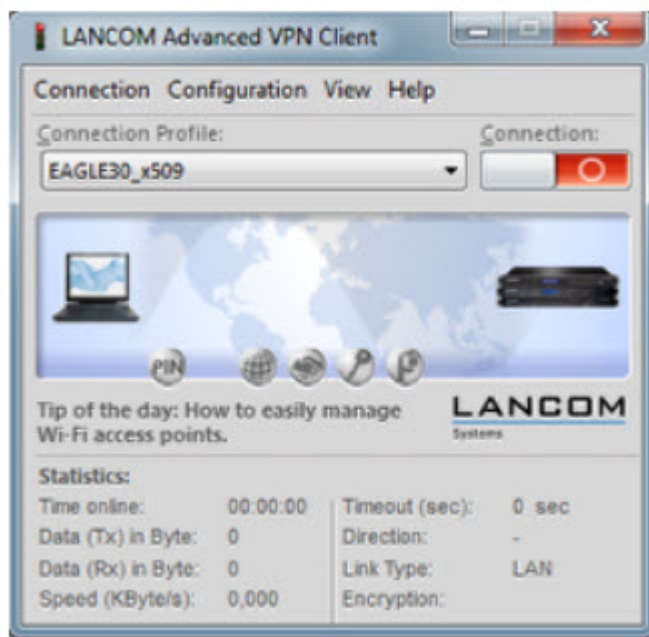 LANCOM Advanced VPN Client
Connection Configuration View Help
Connection Profile: Connection:
EAGLE30_x509
PIN
Tip of the day: How to easily manage
Wi-Fi access points.
LANCOM
Systems
Statistics:
Time online: 00:00:00 Timeout (sec): 0 sec
Data (Tx) in Byte: 0 Direction: -
Data (Rx) in Byte: 0 Link Type: LAN
Speed (KByte/s): 0,000 Encryption: